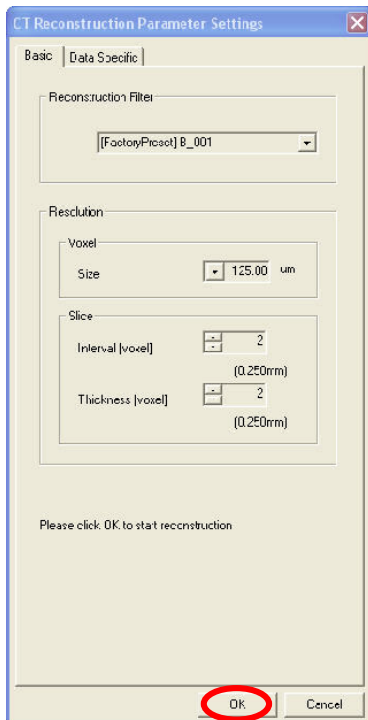 CT Reconstruction Parameter Settings
Basic
Data Specific
Reconstruction Filter
[FactoryPreset] B_001
Resolution
Voxel
Size
125.00 um
Slice
Interval [voxel]
2
(0.250mm)
Thickness [voxel]
2
(0.250mm)
Please click OK to start reconstruction
OK
Cancel